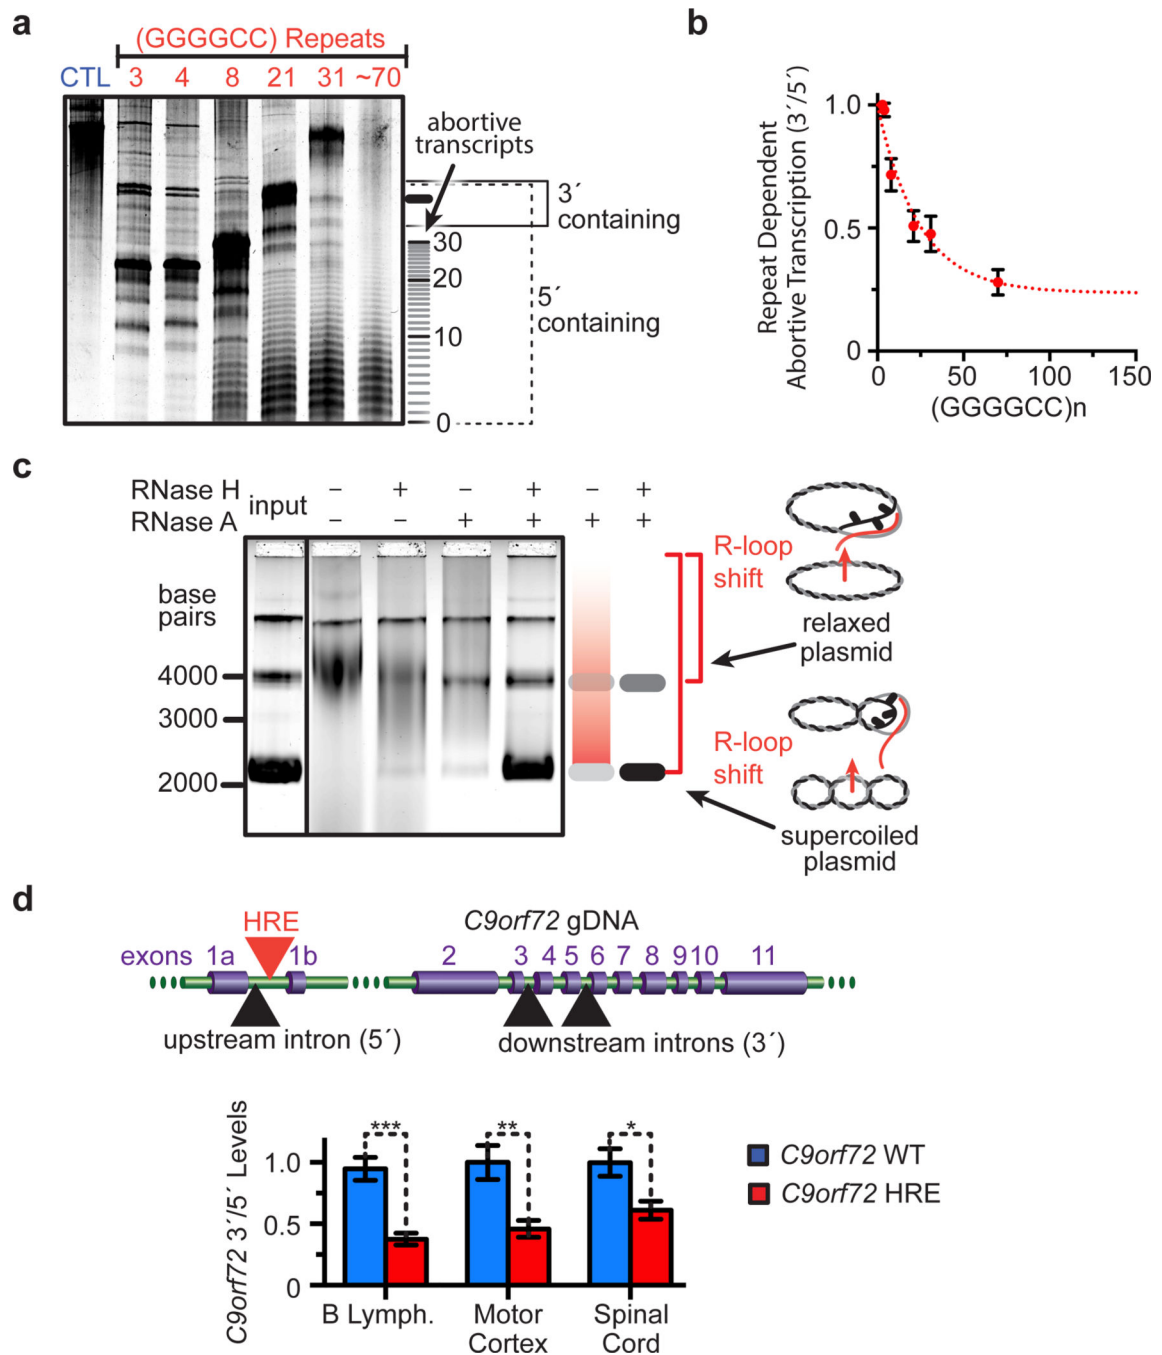 a
(GGGGCC) Repeats
CTL 3 4 8 21 31 ~70
abortive
transcripts
3´
containing
30
20
10
0
5´
containing
b
Repeat Dependent
Abortive Transcription (3´/5´)
1.0
0.5
0
0 50 100 150
(GGGGCC)n
c
RNase H – + – + – +
RNase A – – + + + +
input
base
pairs
4000
3000
2000
R-loop
shift
relaxed
plasmid
R-loop
shift
supercoiled
plasmid
d
HRE
C9orf72 gDNA
exons 1a 1b 2 3 4 5 6 7 8 9 10 11
upstream intron (5´)
downstream introns (3´)
C9orf72 3´/5´ Levels
1.0
0.5
0
*** ** *
B Lymph. Motor Cortex Spinal Cord
C9orf72 WT
C9orf72 HRE